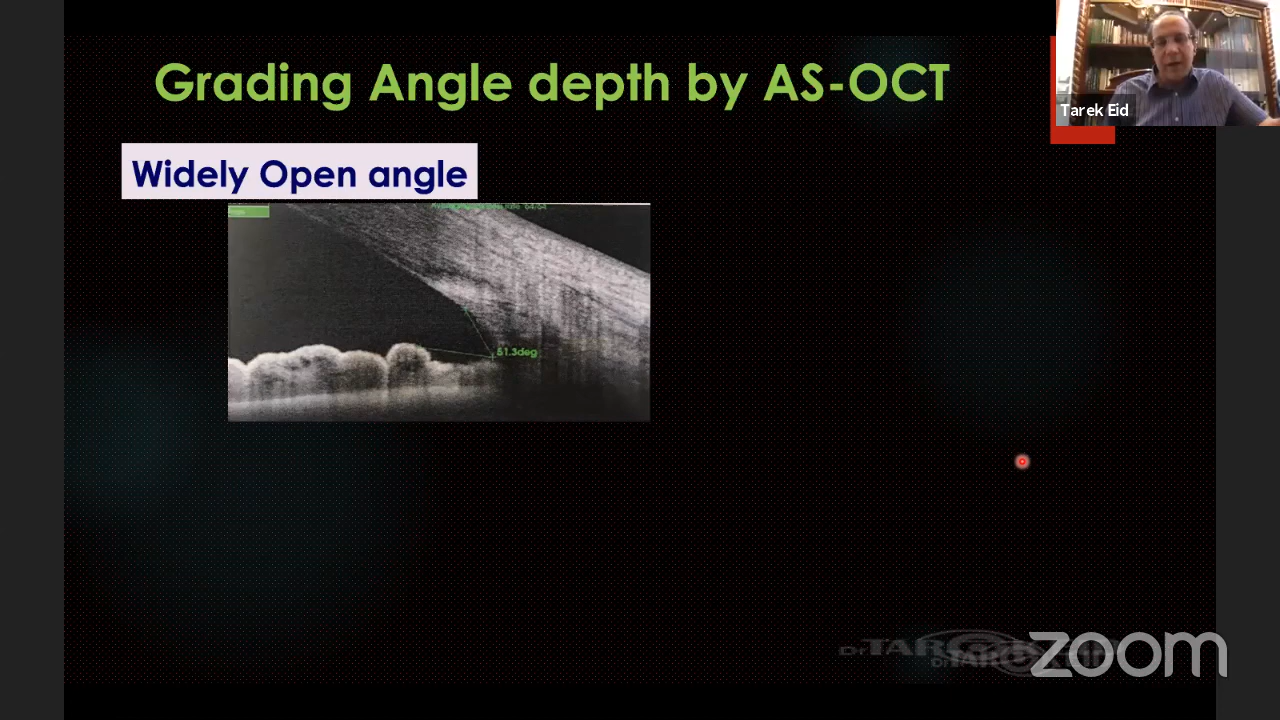 Grading Angle depth by AS-OCT
Tarek Eid
Widely Open angle
51.3deg
zoom